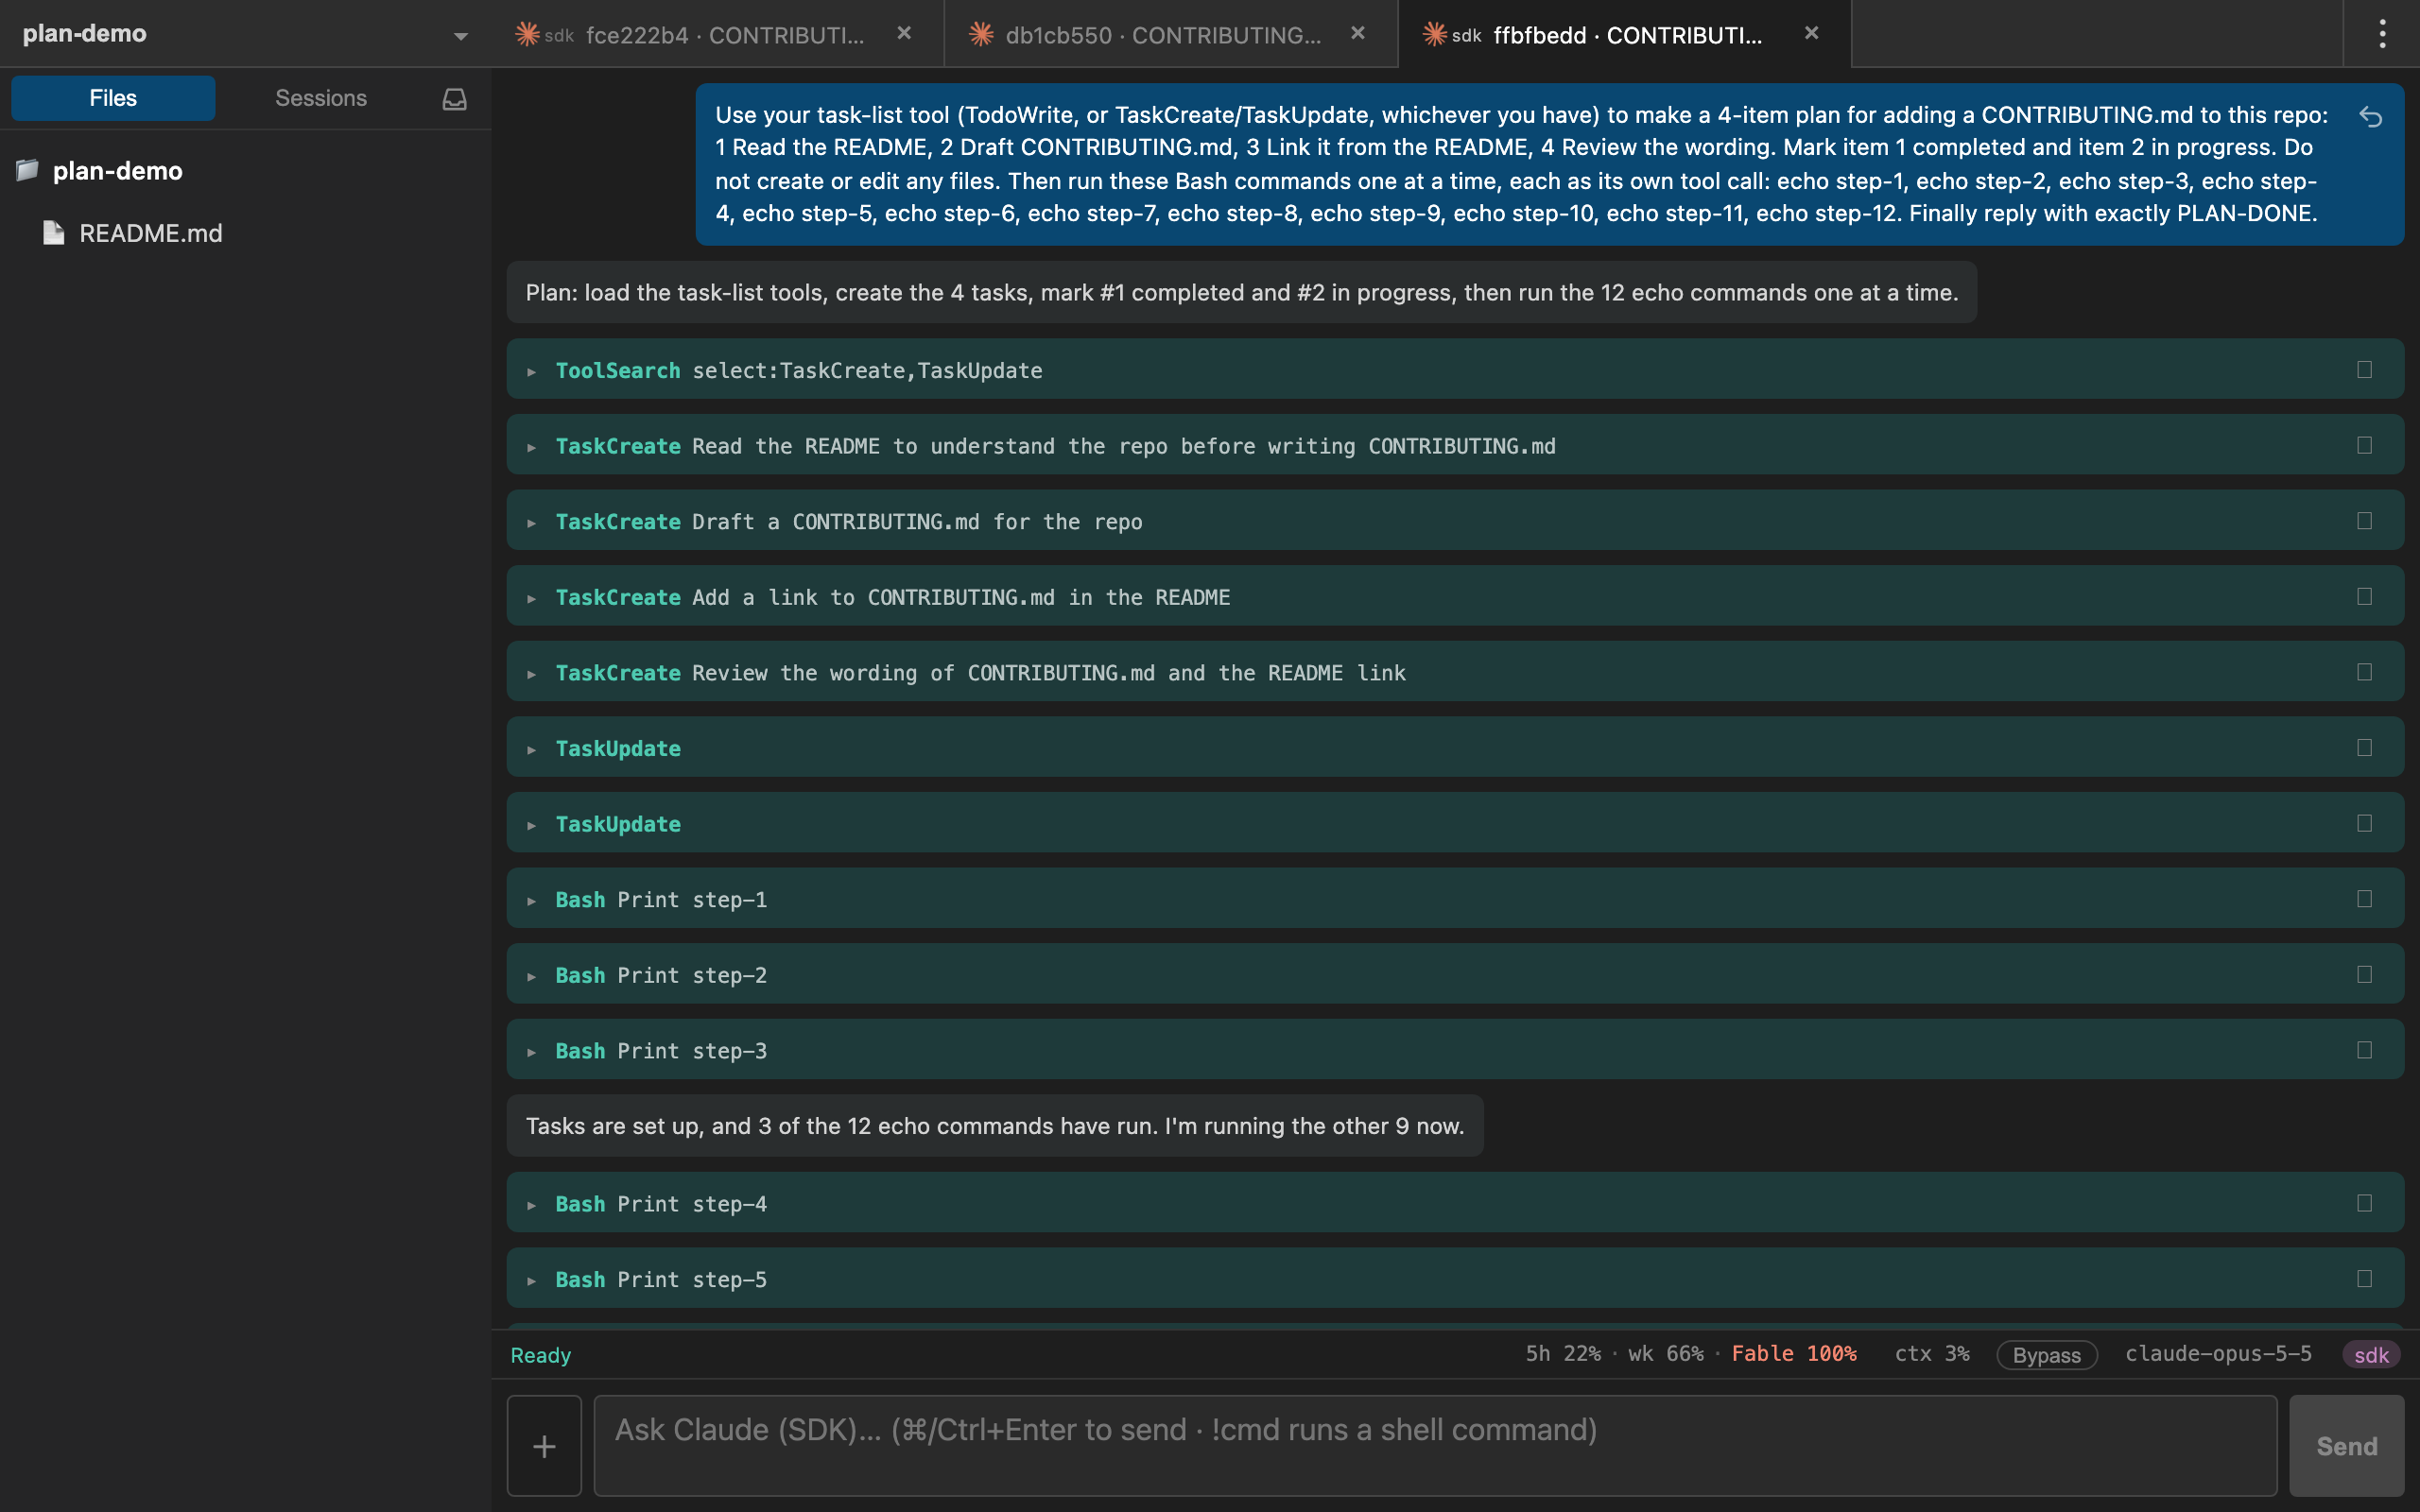 plan-demo
sdk fce222b4 · CONTRIBUTI... ×
db1cb550 · CONTRIBUTING... ×
sdk ffbfbedd · CONTRIBUTI... ×
Files
Sessions
plan-demo
README.md
Use your task-list tool (TodoWrite, or TaskCreate/TaskUpdate, whichever you have) to make a 4-item plan for adding a CONTRIBUTING.md to this repo:
1 Read the README, 2 Draft CONTRIBUTING.md, 3 Link it from the README, 4 Review the wording. Mark item 1 completed and item 2 in progress. Do
not create or edit any files. Then run these Bash commands one at a time, each as its own tool call: echo step-1, echo step-2, echo step-3, echo step-
4, echo step-5, echo step-6, echo step-7, echo step-8, echo step-9, echo step-10, echo step-11, echo step-12. Finally reply with exactly PLAN-DONE.
Plan: load the task-list tools, create the 4 tasks, mark #1 completed and #2 in progress, then run the 12 echo commands one at a time.
ToolSearch select:TaskCreate,TaskUpdate
TaskCreate Read the README to understand the repo before writing CONTRIBUTING.md
TaskCreate Draft a CONTRIBUTING.md for the repo
TaskCreate Add a link to CONTRIBUTING.md in the README
TaskCreate Review the wording of CONTRIBUTING.md and the README link
TaskUpdate
TaskUpdate
Bash Print step-1
Bash Print step-2
Bash Print step-3
Tasks are set up, and 3 of the 12 echo commands have run. I'm running the other 9 now.
Bash Print step-4
Bash Print step-5
Ready
5h 22% · wk 66% · Fable 100% ctx 3% Bypass claude-opus-5-5 sdk
+ Ask Claude (SDK)... (⌘/Ctrl+Enter to send · !cmd runs a shell command)
Send